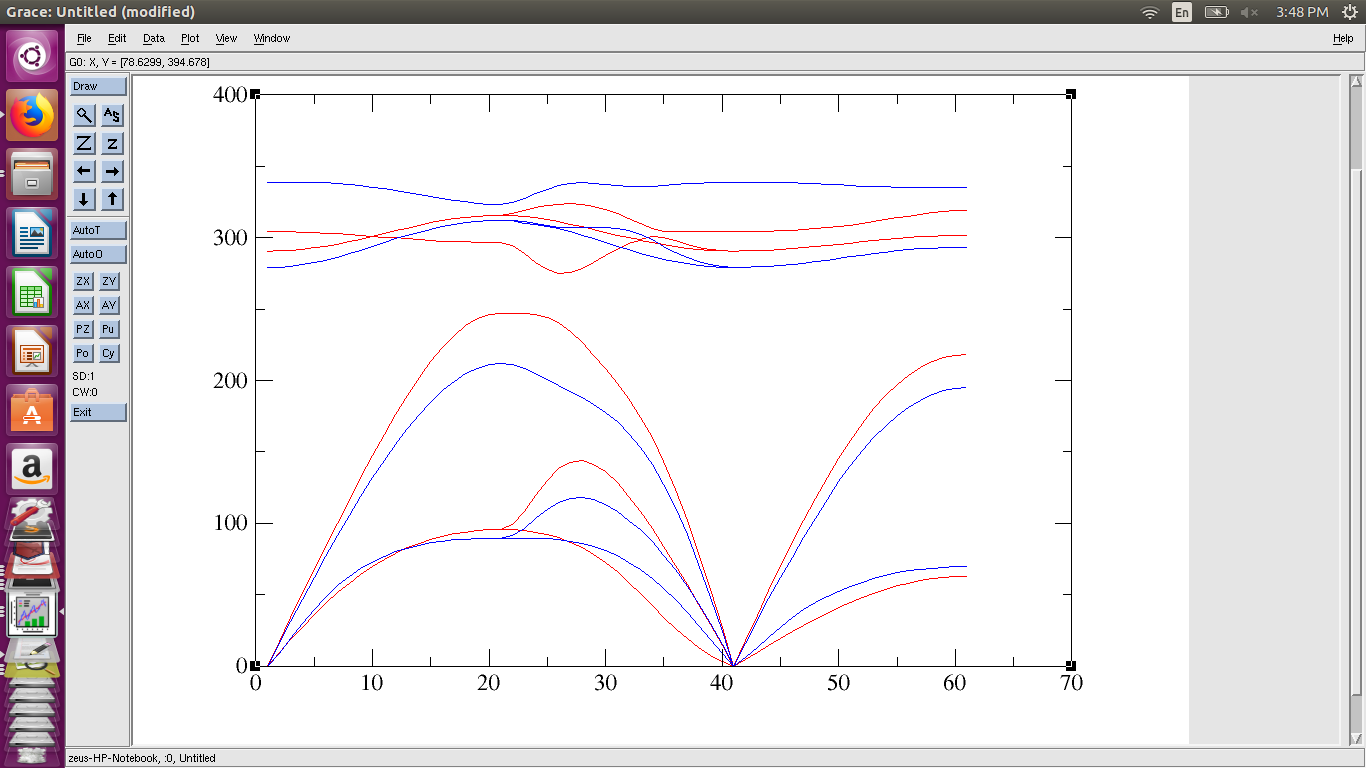 Grace: Untitled (modified)
En
3:48 PM
File Edit Data Plot View Window Help
G0: X, Y = [78.6299, 394.678]
Draw
AS
Z z
AutoT
AutoO
ZX ZY
AX AY
PZ Pu
Po Cy
SD:1
CW:0
Exit
400
300
200
100
0
0 10 20 30 40 50 60 70
A
a
S
zeus-HP-Notebook, :0, Untitled